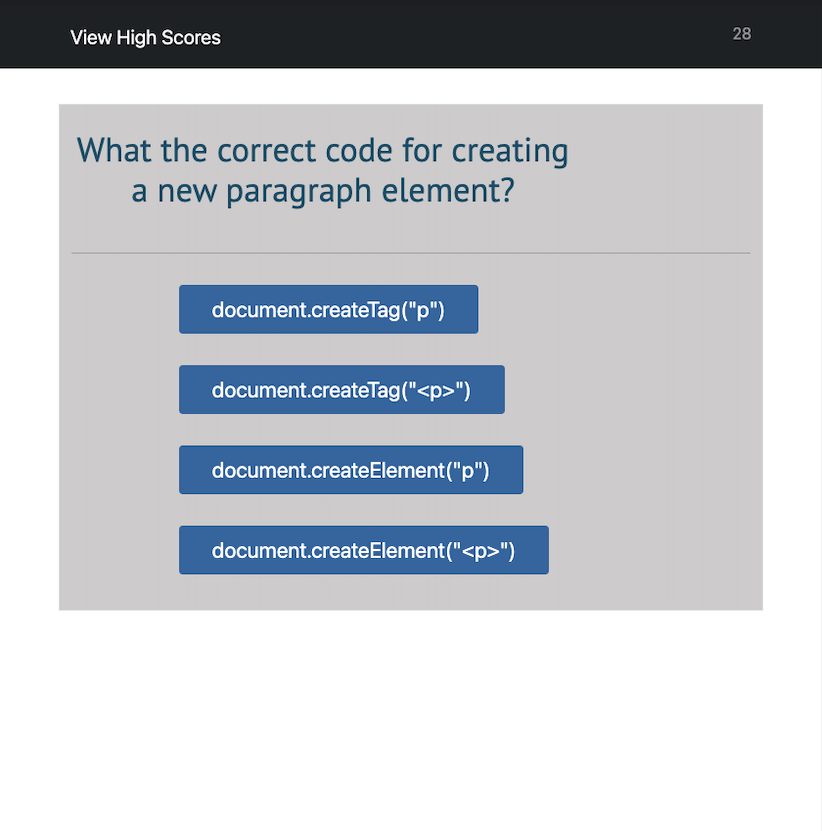 View High Scores
28
What the correct code for creating
a new paragraph element?
document.createTag("p")
document.createTag("<p>")
document.createElement("p")
document.createElement("<p>")